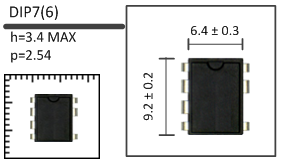 DIP7(6)
h=3.4 MAX
p=2.54
6.4 ± 0.3
9.2 ± 0.2